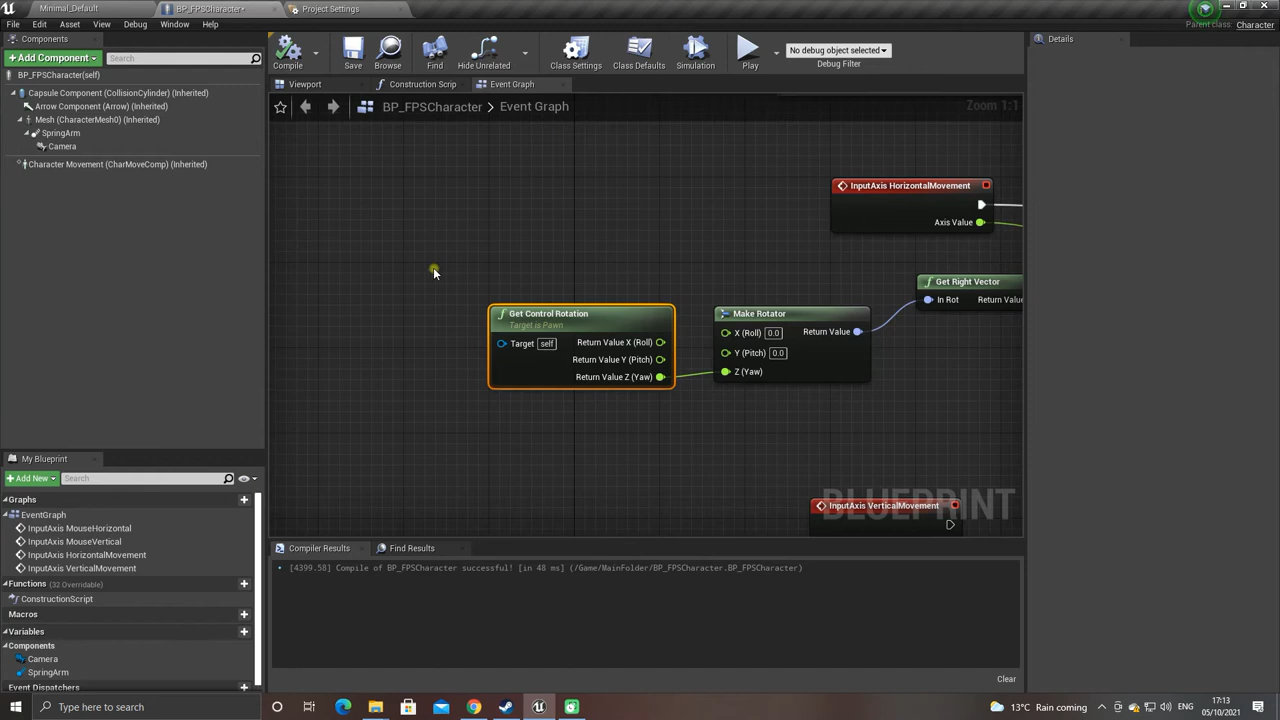 Minimal_Default
BP_FPSCharacter*
Project Settings
Parent class: Character
File Edit Asset View Debug Window Help
Components
+ Add Component
Search
BP_FPSCharacter(self)
Capsule Component (CollisionCylinder) (Inherited)
Arrow Component (Arrow) (Inherited)
Mesh (CharacterMesh0) (Inherited)
SpringArm
Camera
Character Movement (CharMoveComp) (Inherited)
Compile
Save
Browse
Find
Hide Unrelated
Class Settings
Class Defaults
Simulation
Play
No debug object selected
Debug Filter
Details
Viewport
Construction Scrip
Event Graph
BP_FPSCharacter > Event Graph
Zoom 1:1
InputAxis HorizontalMovement
Axis Value
Get Right Vector
In Rot Return Value
Get Control Rotation
Target is Pawn
Target self Return Value X (Roll)
Return Value Y (Pitch)
Return Value Z (Yaw)
Make Rotator
X (Roll) 0.0 Return Value
Y (Pitch) 0.0
Z (Yaw)
InputAxis VerticalMovement
BLUEPRINT
My Blueprint
+ Add New
Search
Graphs
EventGraph
InputAxis MouseHorizontal
InputAxis MouseVertical
InputAxis HorizontalMovement
InputAxis VerticalMovement
Functions (32 Overridable)
ConstructionScript
Macros
Variables
Components
Camera
SpringArm
Event Dispatchers
Compiler Results
Find Results
[4399.58] Compile of BP_FPSCharacter successful! [in 48 ms] (/Game/MainFolder/BP_FPSCharacter.BP_FPSCharacter)
Clear
Type here to search
13°C Rain coming
ENG
17:13
05/10/2021